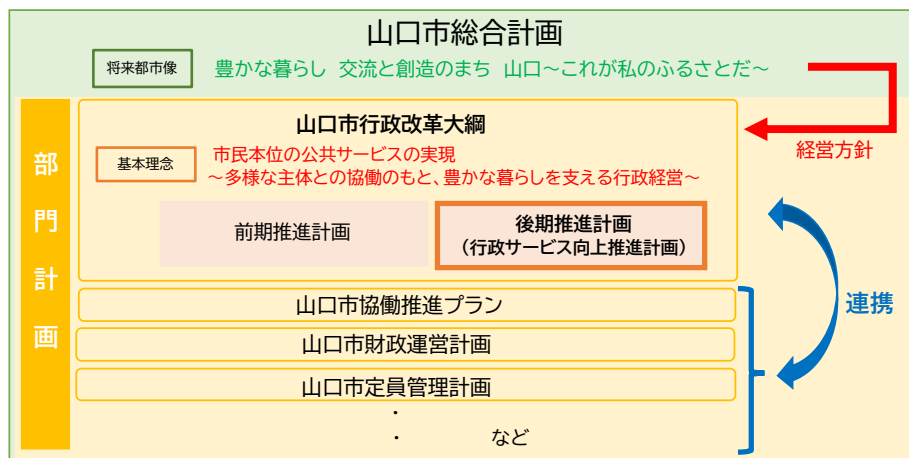 山口市総合計画
将来都市像
豊かな暮らし 交流と創造のまち 山口～これが私のふるさとだ～
部門計画
山口市行政改革大綱
経営方針
基本理念
市民本位の公共サービスの実現
～多様な主体との協働のもと、豊かな暮らしを支える行政経営～
前期推進計画
後期推進計画
（行政サービス向上推進計画）
連携
山口市協働推進プラン
山口市財政運営計画
山口市定員管理計画
・
・ など